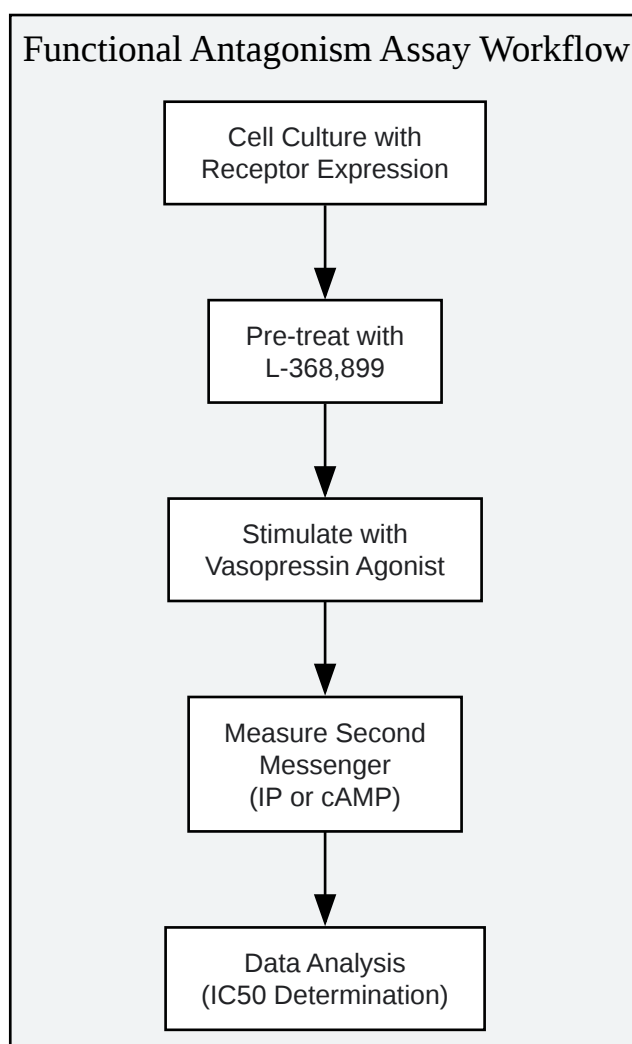 Functional Antagonism Assay Workflow
Cell Culture with
Receptor Expression
Pre-treat with
L-368,899
Stimulate with
Vasopressin Agonist
Measure Second
Messenger
(IP or cAMP)
Data Analysis
(IC50 Determination)